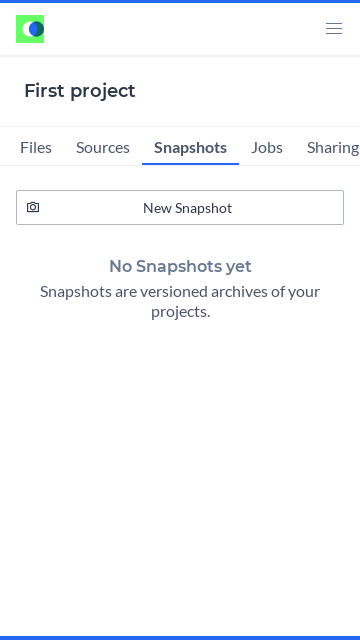 First project
Files Sources Snapshots Jobs Sharing
New Snapshot
No Snapshots yet
Snapshots are versioned archives of your
projects.